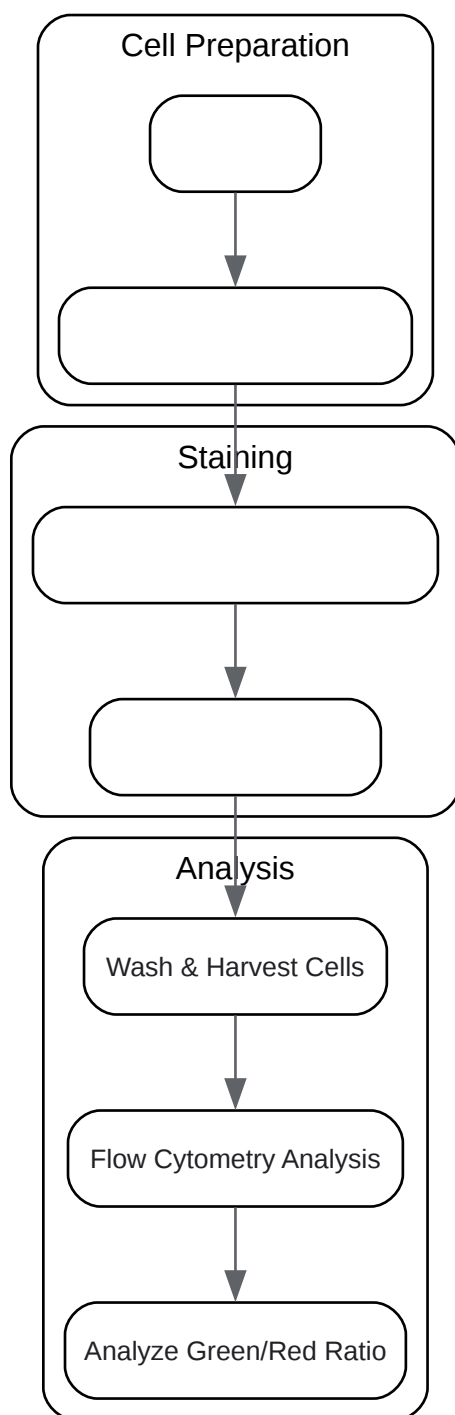 Cell Preparation
Staining
Analysis
Wash & Harvest Cells
Flow Cytometry Analysis
Analyze Green/Red Ratio